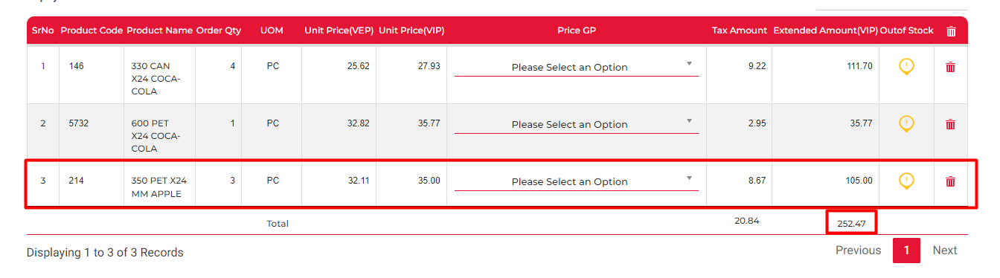 SrNo Product Code Product Name Order Qty UOM Unit Price(VEP) Unit Price(VIP) Price GP Tax Amount Extended Amount(VIP) Outof Stock
1 146 330 CAN 4 PC 25.62 27.93 Please Select an Option 9.22 111.70
X24 COCA-
COLA
2 5732 600 PET 1 PC 32.82 35.77 Please Select an Option 2.95 35.77
X24 COCA-
COLA
3 214 350 PET X24 3 PC 32.11 35.00 Please Select an Option 8.67 105.00
MM APPLE
Total 20.84 252.47
Displaying 1 to 3 of 3 Records Previous 1 Next